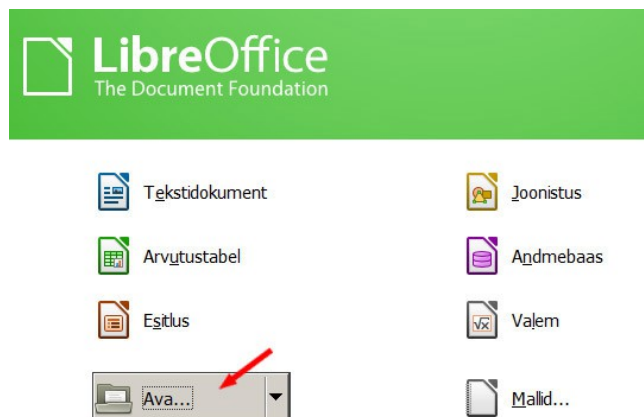 LibreOffice
The Document Foundation
Tekstidokument
Joonistus
Arvutustabel
Andmebaas
Esitlus
Valem
Ava...
Mallid...